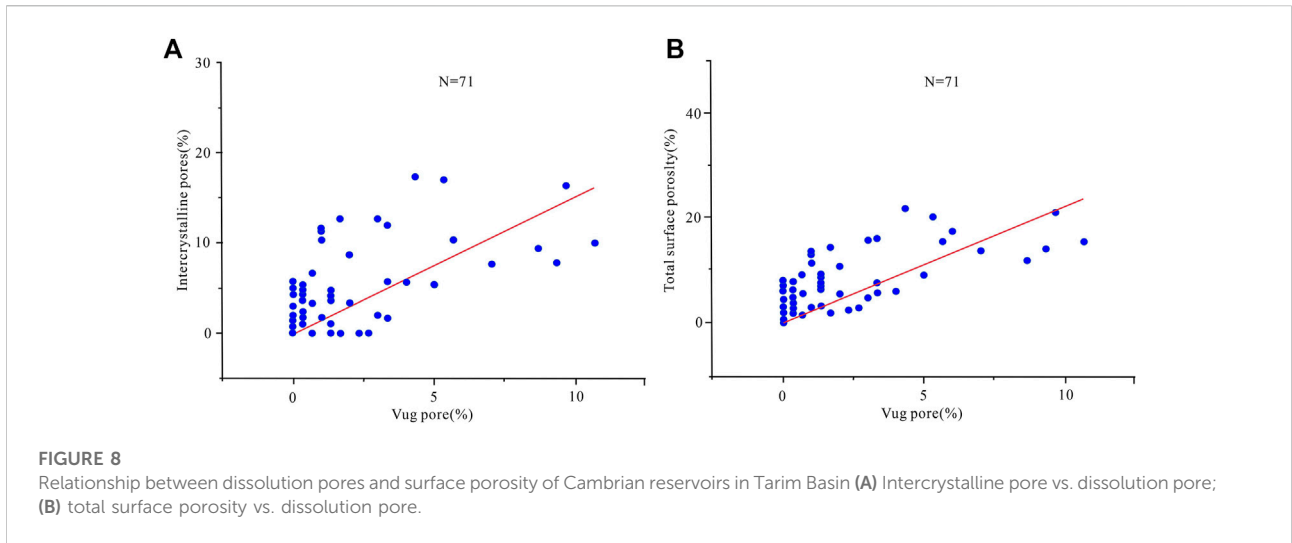 A
30
20
10
0
N=71
Intercrystalline pores(%)
0
5
10
Vug pore(%)
B
40
20
0
N=71
Total surface poroslty(%)
0
5
10
Vug pore(%)
FIGURE 8
Relationship between dissolution pores and surface porosity of Cambrian reservoirs in Tarim Basin (A) Intercrystalline pore vs. dissolution pore;
(B) total surface porosity vs. dissolution pore.